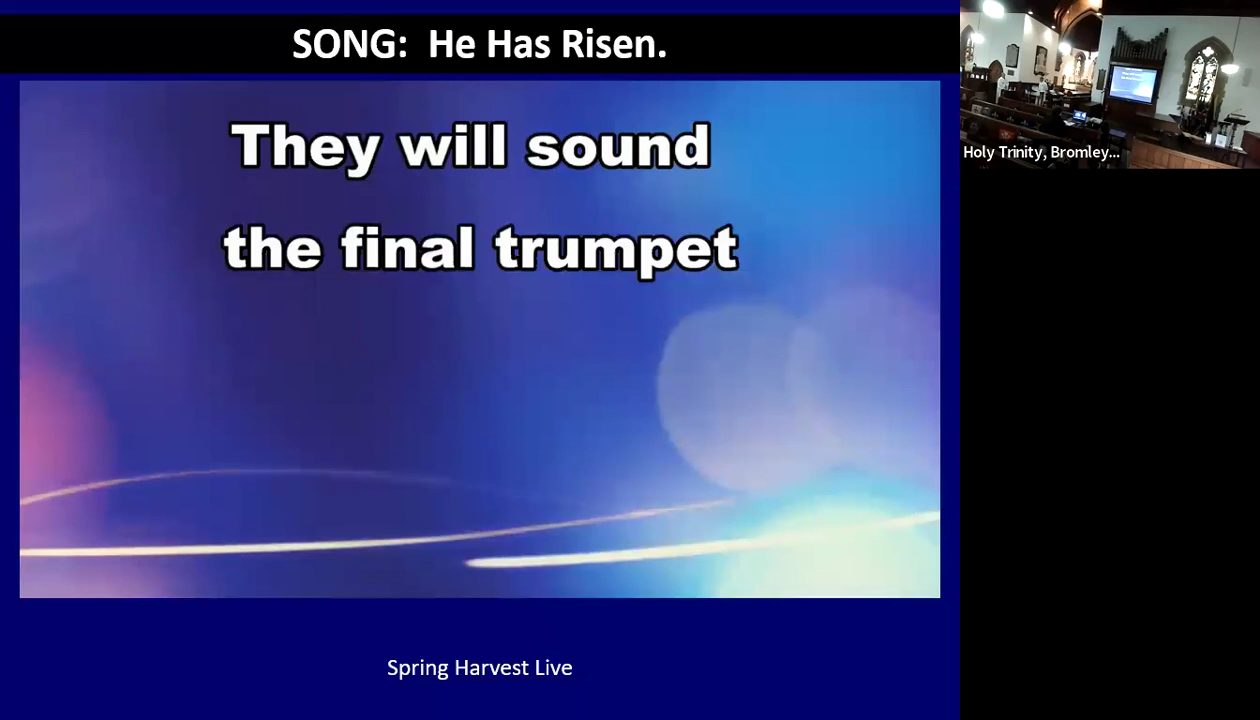 SONG:  He Has Risen.
They will sound
the final trumpet
Spring Harvest Live
Holy Trinity, Bromley...